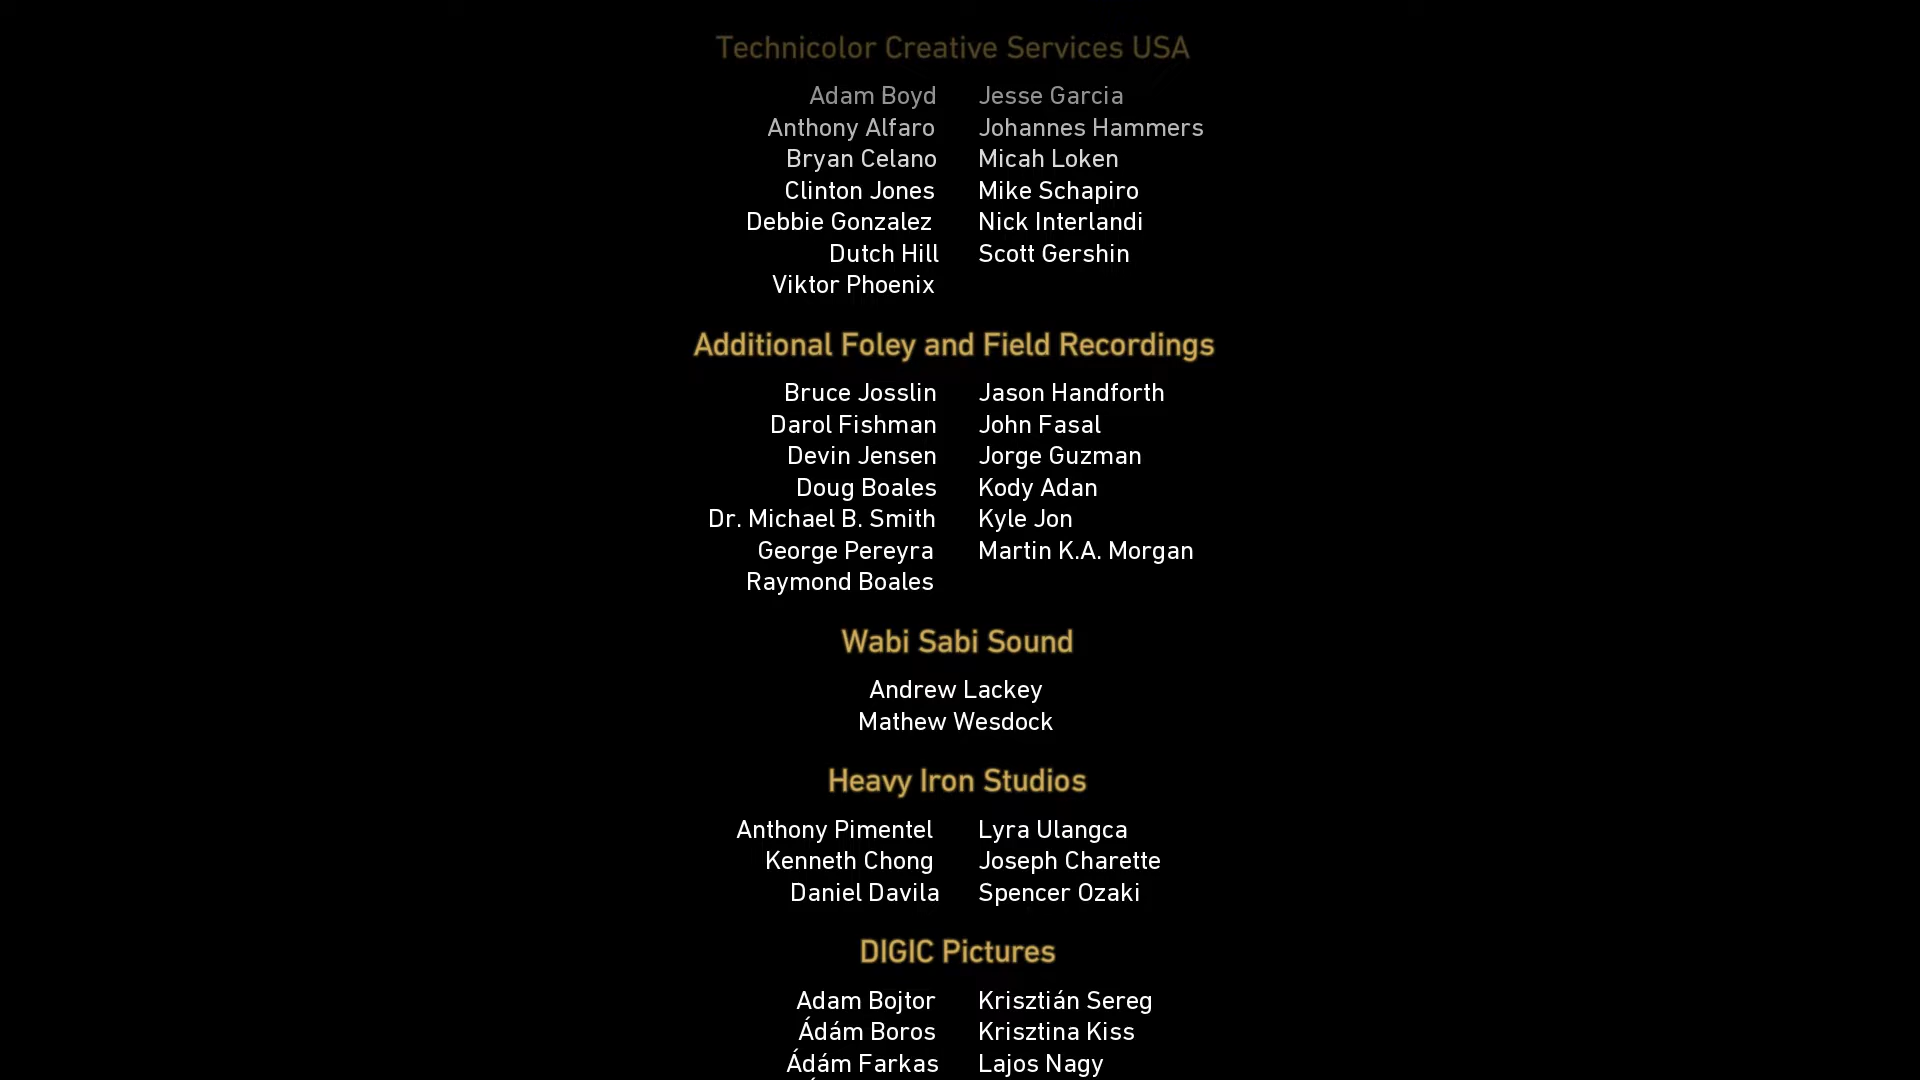 Technicolor Creative Services USA
Adam Boyd Jesse Garcia
Anthony Alfaro Johannes Hammers
Bryan Celano Micah Loken
Clinton Jones Mike Schapiro
Debbie Gonzalez Nick Interlandi
Dutch Hill Scott Gershin
Viktor Phoenix
Additional Foley and Field Recordings
Bruce Josslin Jason Handforth
Darol Fishman John Fasal
Devin Jensen Jorge Guzman
Doug Boales Kody Adan
Dr. Michael B. Smith Kyle Jon
George Pereyra Martin K.A. Morgan
Raymond Boales
Wabi Sabi Sound
Andrew Lackey
Mathew Wesdock
Heavy Iron Studios
Anthony Pimentel Lyra Ulangca
Kenneth Chong Joseph Charette
Daniel Davila Spencer Ozaki
DIGIC Pictures
Adam Bojtor Krisztián Sereg
Ádám Boros Krisztina Kiss
Ádám Farkas Lajos Nagy